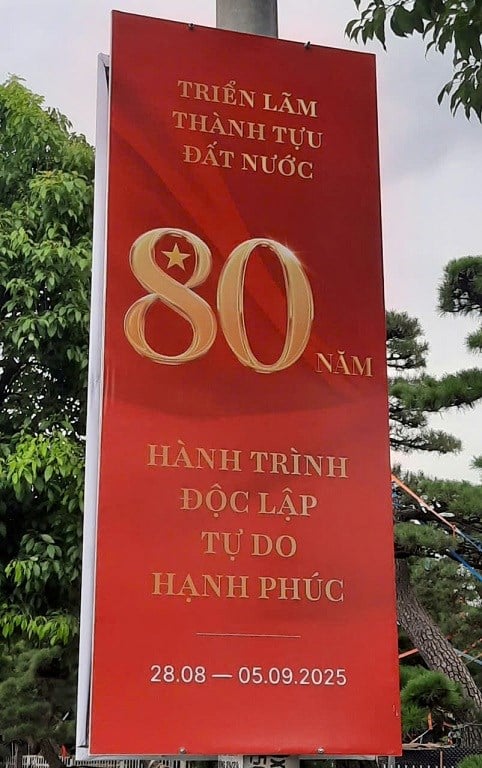 TRIỂN LÃM
THÀNH TỰU
ĐẤT NƯỚC
80
NĂM
HÀNH TRÌNH
ĐỘC LẬP
TỰ DO
HẠNH PHÚC
28.08 — 05.09.2025